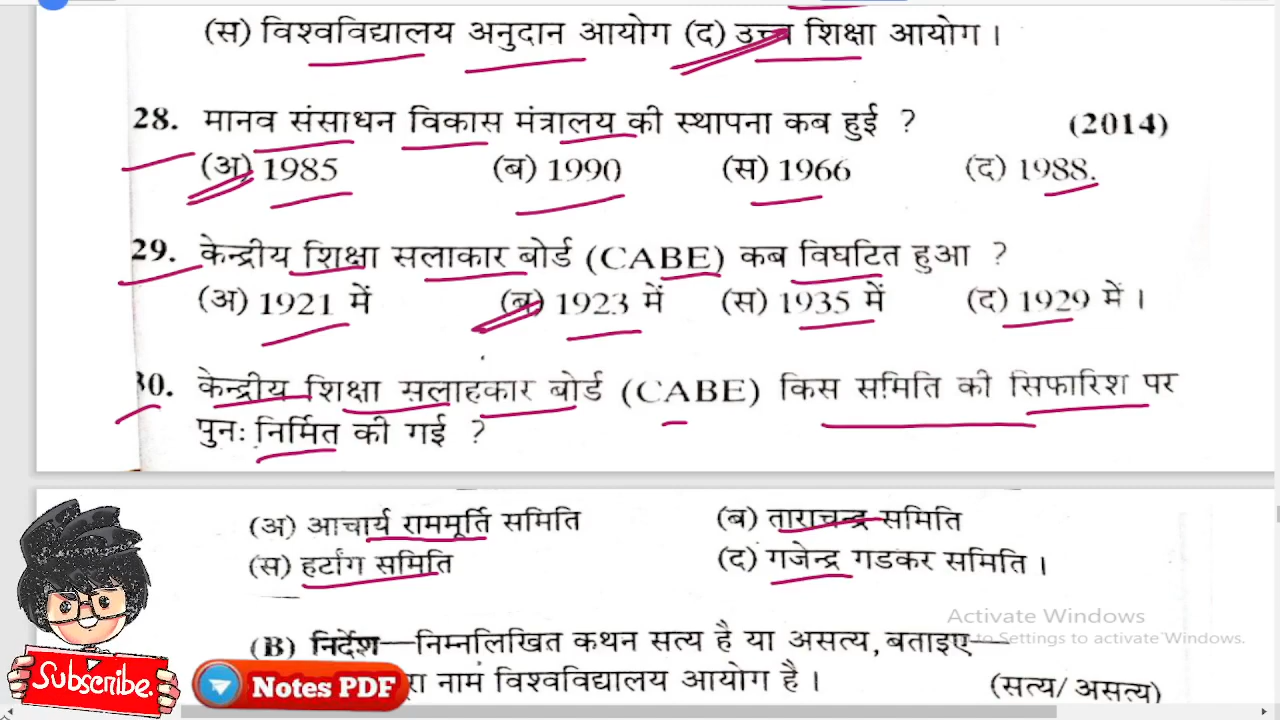 (स) विश्वविद्यालय अनुदान आयोग (द) उच्च शिक्षा आयोग।
28. मानव संसाधन विकास मंत्रालय की स्थापना कब हुई ? (2014)
(अ) 1985 (ब) 1990 (स) 1966 (द) 1988.
29. केन्द्रीय शिक्षा सलाकार बोर्ड (CABE) कब विघटित हुआ ?
(अ) 1921 में (ब) 1923 में (स) 1935 में (द) 1929 में।
30. केन्द्रीय शिक्षा सलाहकार बोर्ड (CABE) किस समिति की सिफारिश पर
पुनः निर्मित की गई ?
(अ) आचार्य राममूर्ति समिति (ब) ताराचन्द्र समिति
(स) हर्टांग समिति (द) गजेन्द्र गडकर समिति।
(B) निर्देश—निम्नलिखित कथन सत्य है या असत्य, बताइए—
रा नाम विश्वविद्यालय आयोग है। (सत्य/असत्य)
Activate Windows
to Settings to activate Windows.
Subscribe.
Notes PDF